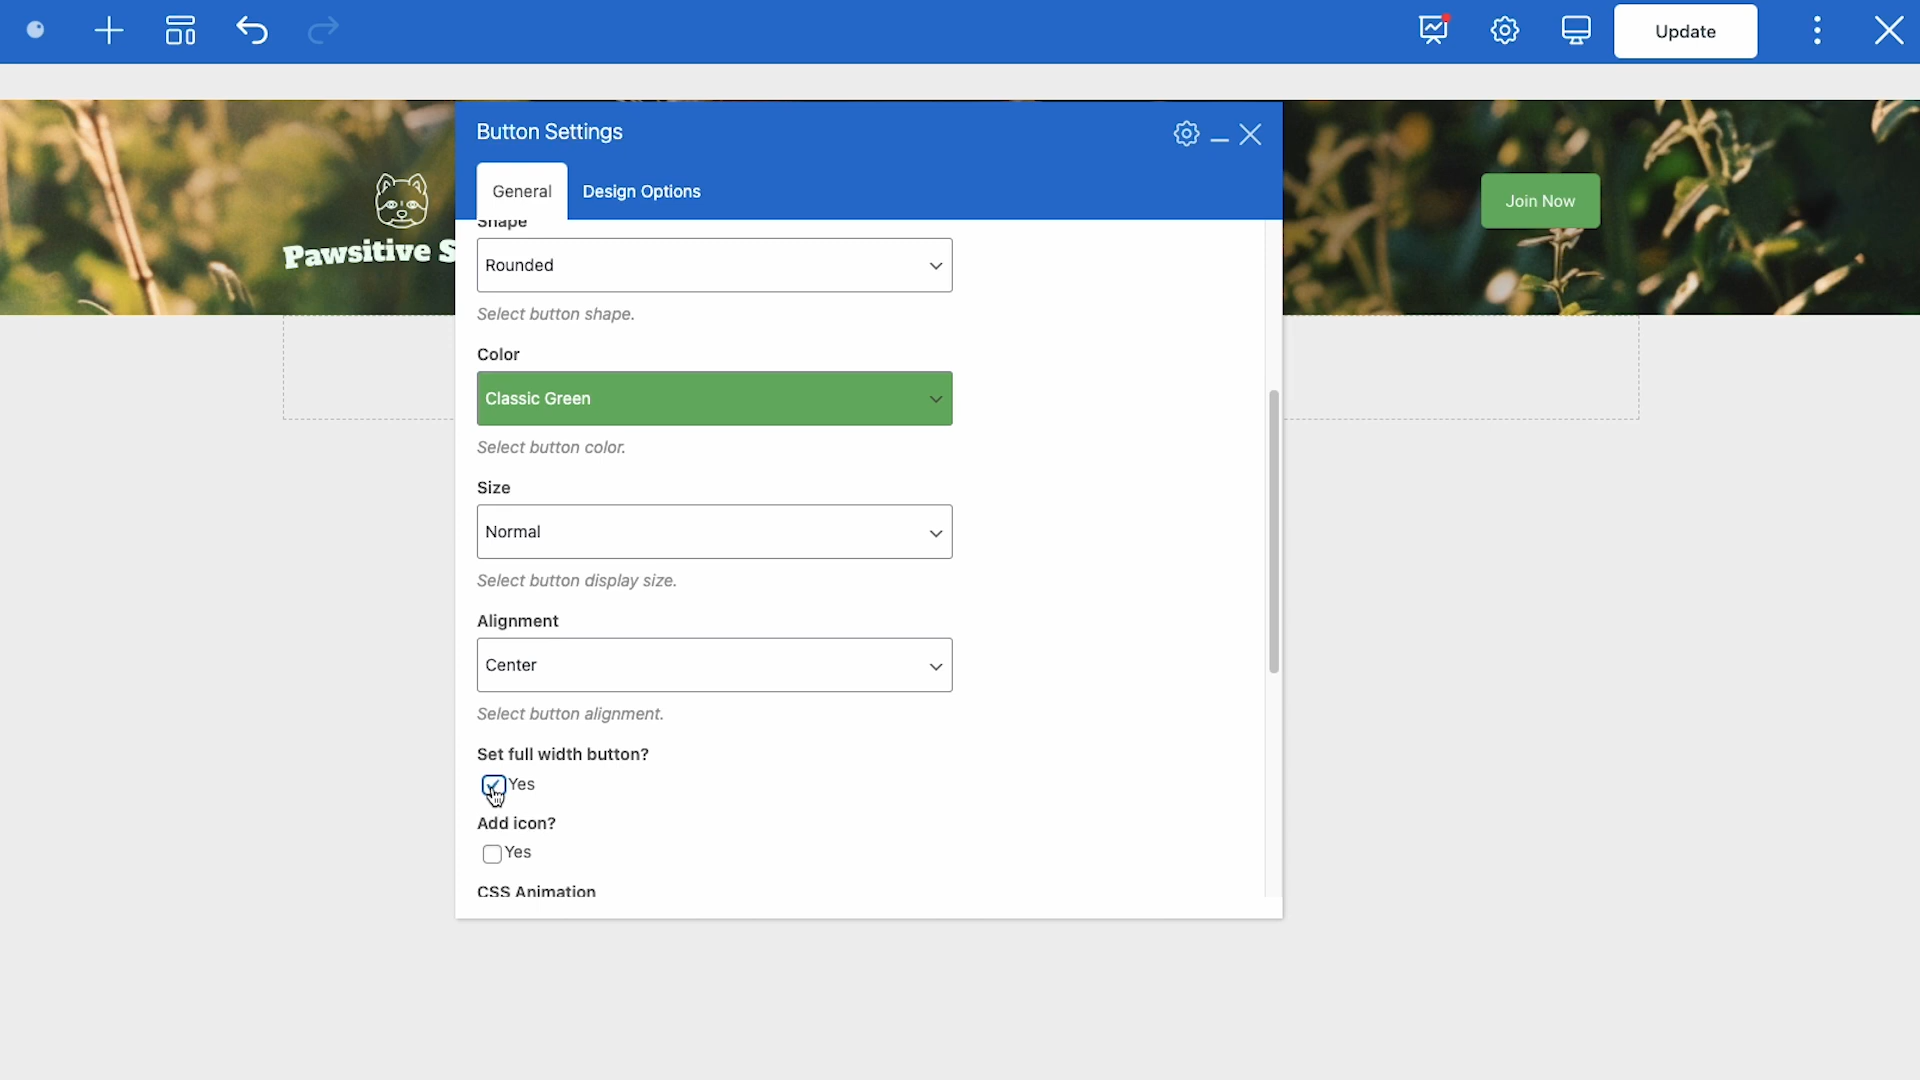 Update
Button Settings
General
Design Options
Join Now
Pawsitive S
Shape
Rounded
Select button shape.
Color
Classic Green
Select button color.
Size
Normal
Select button display size.
Alignment
Center
Select button alignment.
Set full width button?
Yes
Add icon?
Yes
CSS Animation